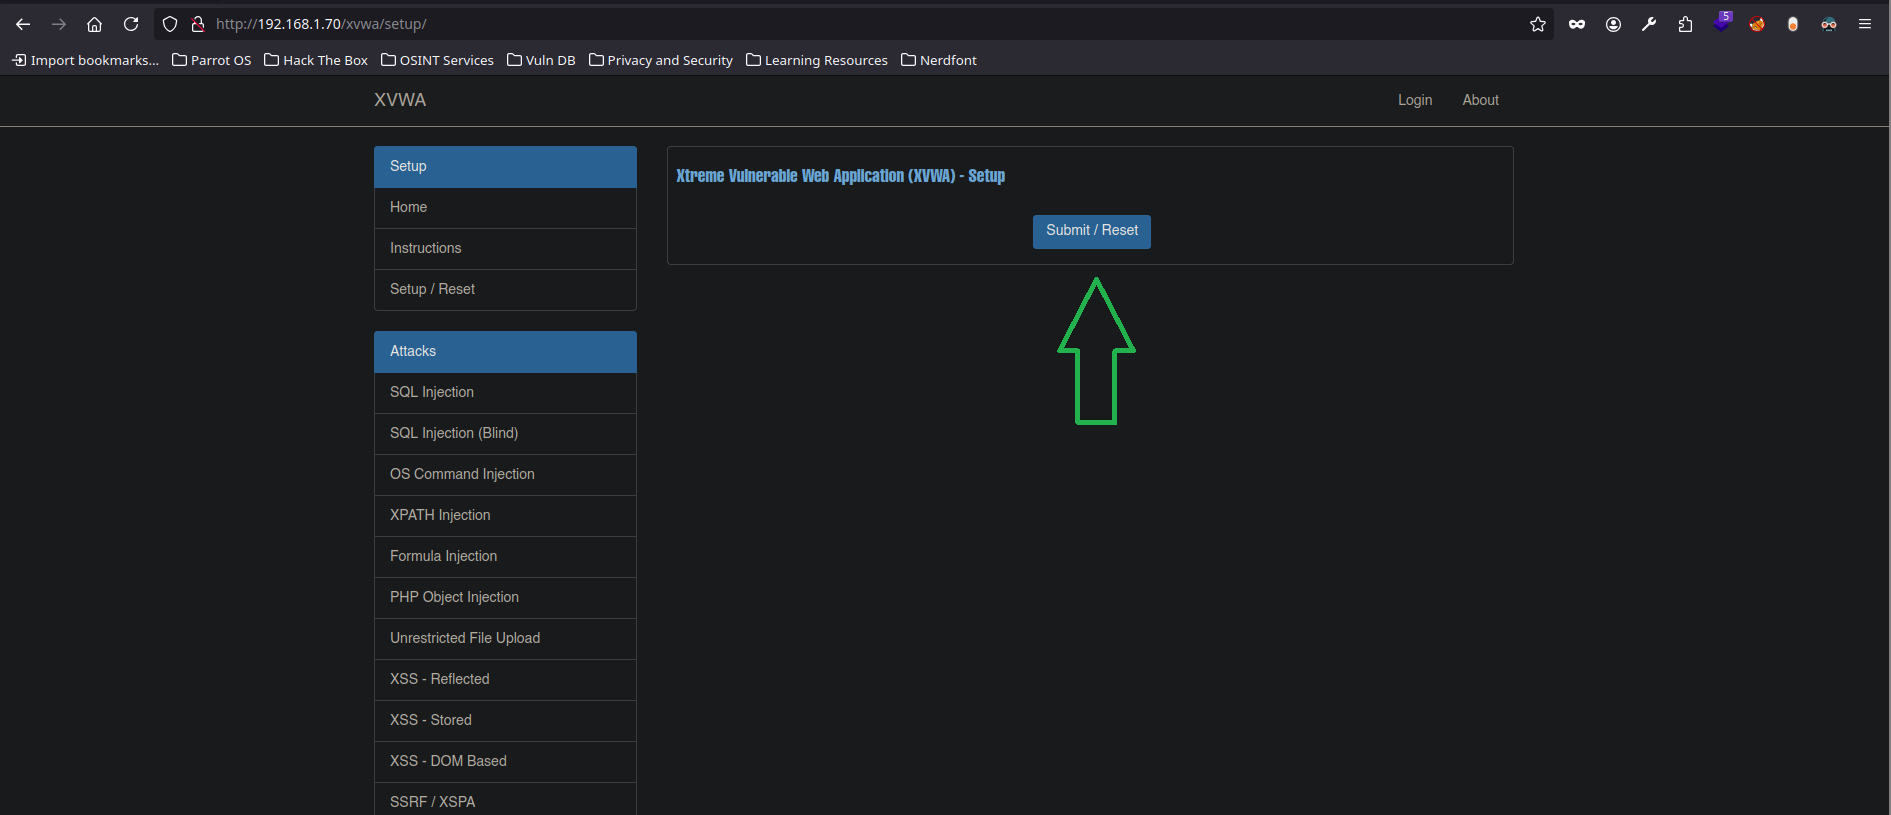 http://192.168.1.70/xvwa/setup/
5
Import bookmarks... Parrot OS Hack The Box OSINT Services Vuln DB Privacy and Security Learning Resources Nerdfont
XVWA Login About
Setup
Home
Instructions
Setup / Reset
Attacks
SQL Injection
SQL Injection (Blind)
OS Command Injection
XPATH Injection
Formula Injection
PHP Object Injection
Unrestricted File Upload
XSS - Reflected
XSS - Stored
XSS - DOM Based
SSRF / XSPA
Xtreme Vulnerable Web Application (XVWA) - Setup
Submit / Reset